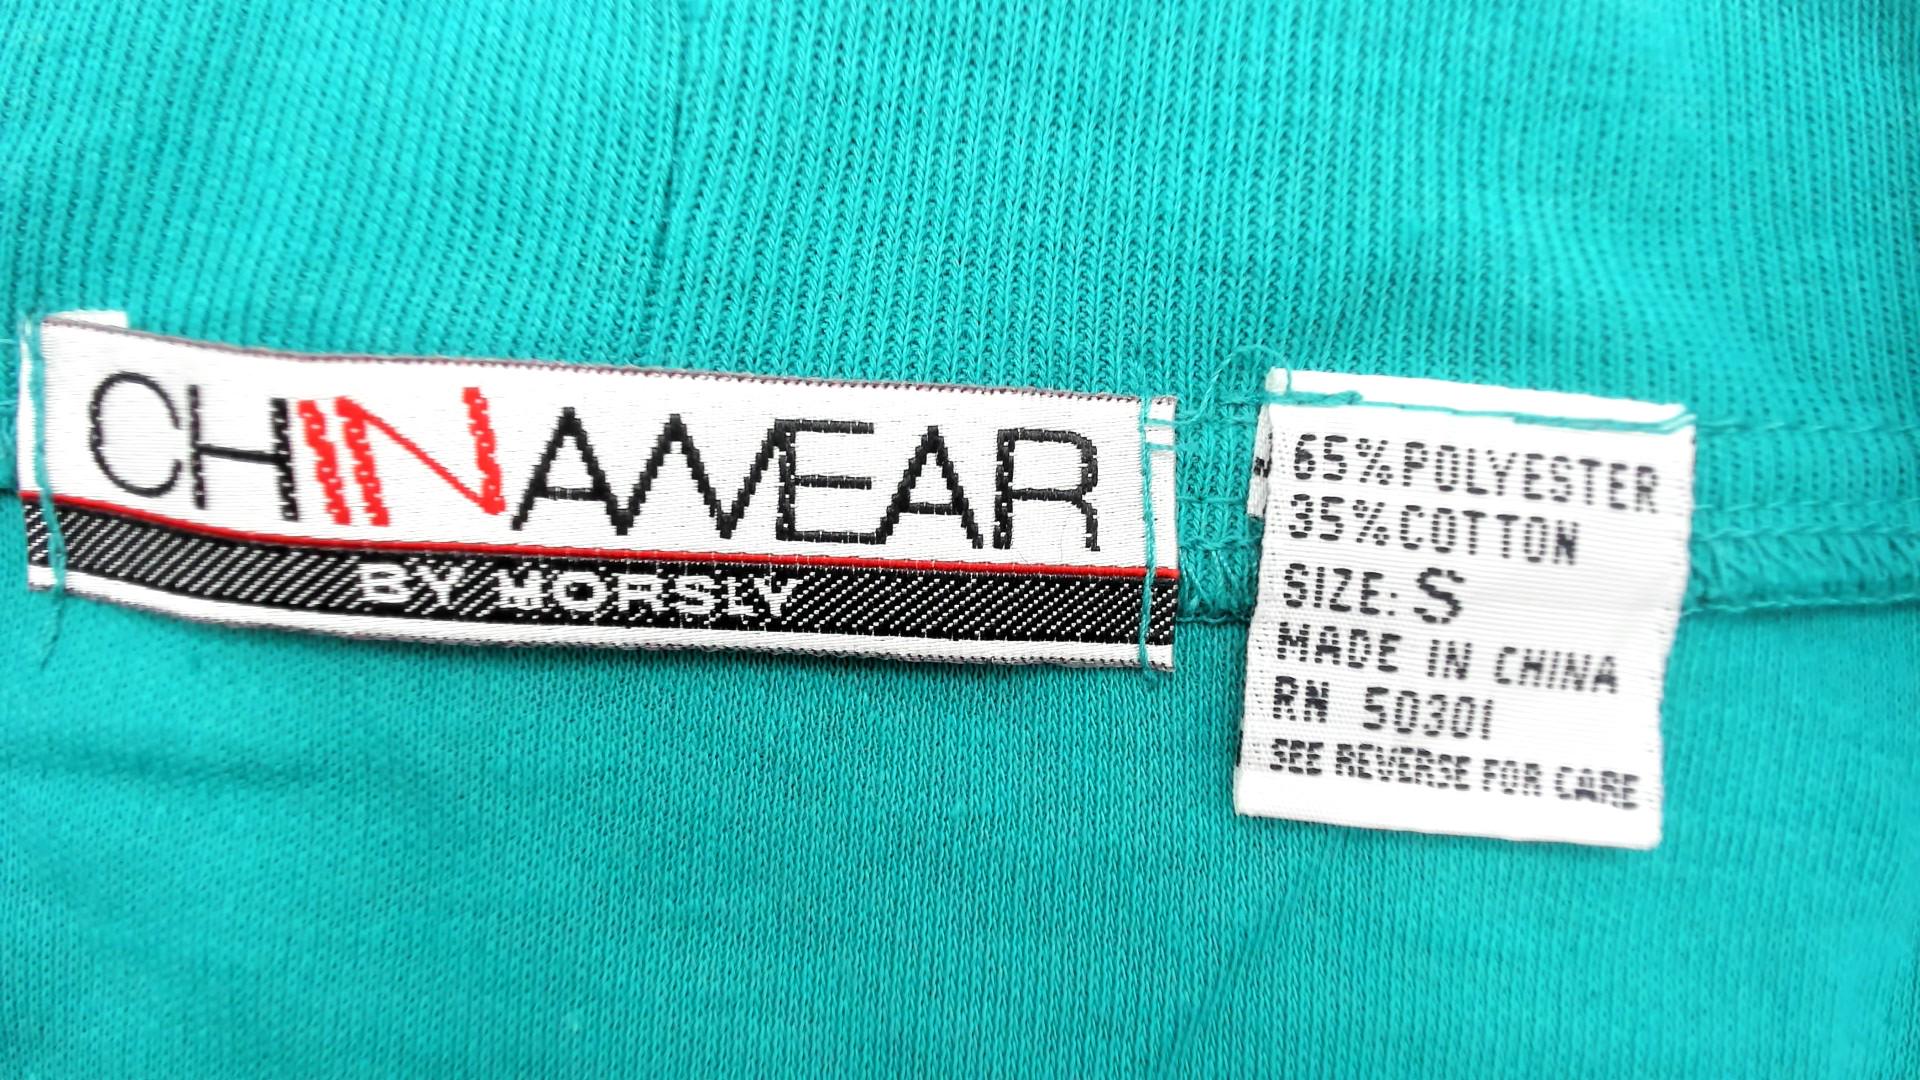 CHINAWEAR
BY MORSLY
65% POLYESTER
35% COTTON
SIZE: S
MADE IN CHINA
RN 50301
SEE REVERSE FOR CARE